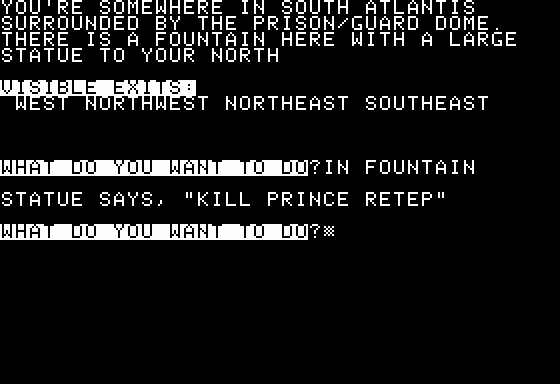 YOU'RE SOMEWHERE IN SOUTH ATLANTIS
SURROUNDED BY THE PRISON/GUARD DOME.
THERE IS A FOUNTAIN HERE WITH A LARGE
STATUE TO YOUR NORTH
VISIBLE EXITS:
WEST NORTHWEST NORTHEAST SOUTHEAST
WHAT DO YOU WANT TO DO?IN FOUNTAIN
STATUE SAYS, "KILL PRINCE RETEP"
WHAT DO YOU WANT TO DO?